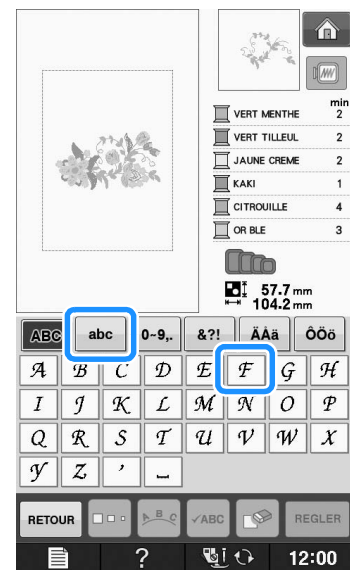 min
VERT MENTHE 2
VERT TILLEUL 2
JAUNE CREME 2
KAKI 1
CITROUILLE 4
OR BLE 3
57.7 mm
104.2 mm
ABC abc 0~9,. &?! ÄÅä ÔÖö
A B C D E F G H
I J K L M N O P
Q R S T U V W X
Y Z ’ ⎵
RETOUR A B C ✓ABC REGLER
? 12:00